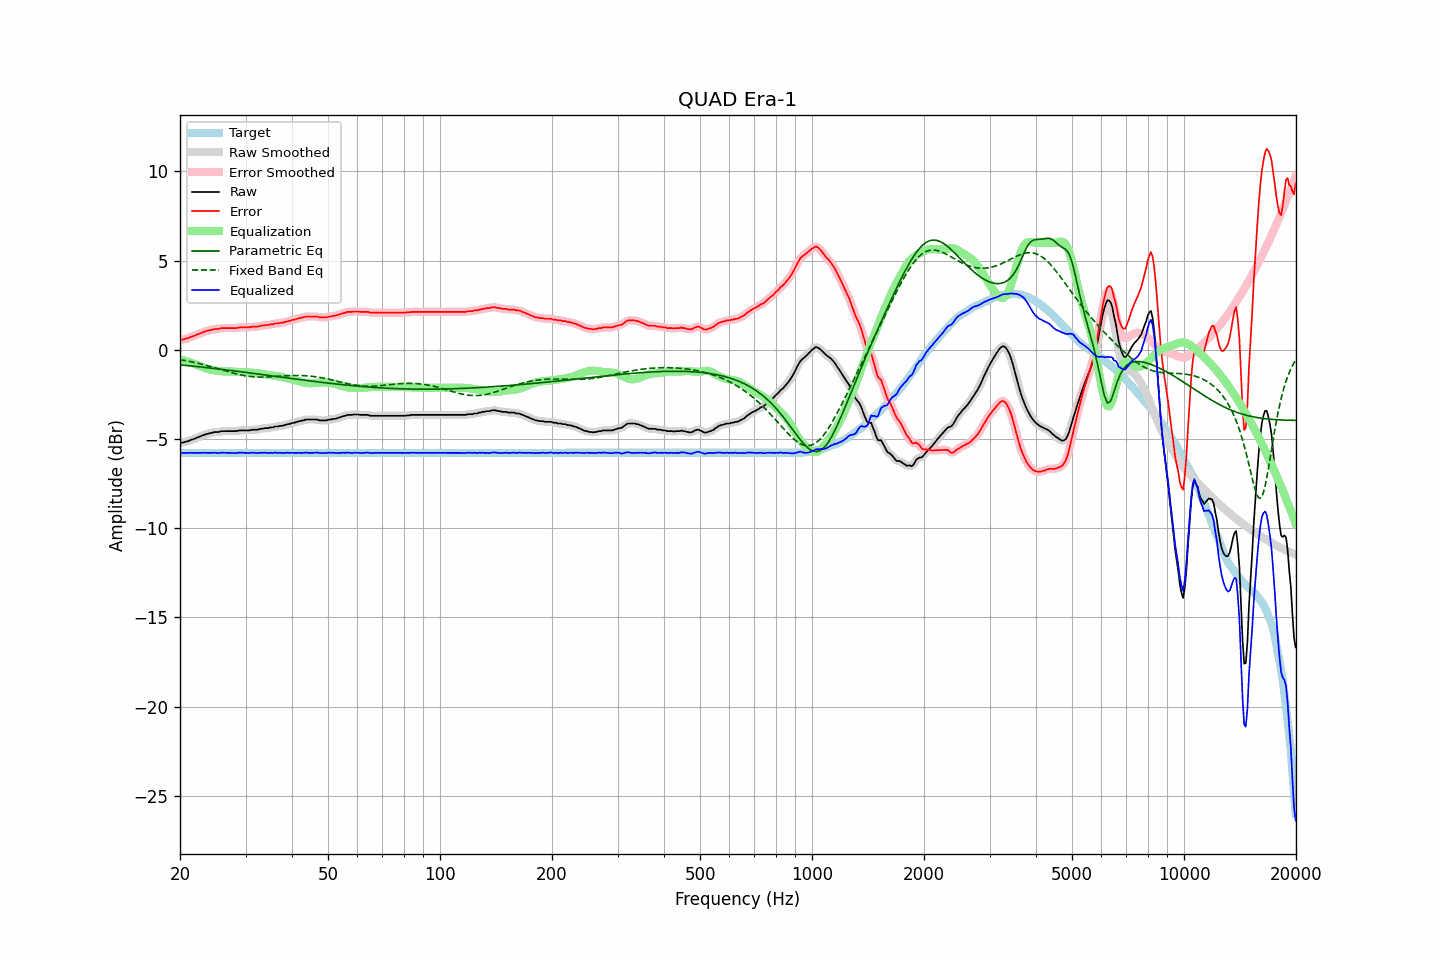 QUAD Era-1
Target
Raw Smoothed
Error Smoothed
Raw
Error
Equalization
Parametric Eq
Fixed Band Eq
Equalized
10
5
0
−5
−10
−15
−20
−25
Amplitude (dBr)
20 50 100 200 500 1000 2000 5000 10000 20000
Frequency (Hz)